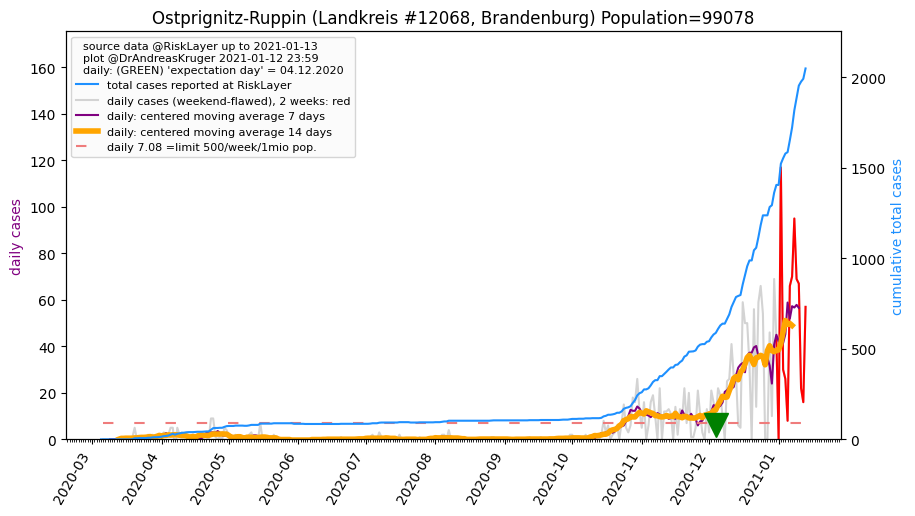 Ostprignitz-Ruppin (Landkreis #12068, Brandenburg) Population=99078
source data @RiskLayer up to 2021-01-13
plot @DrAndreasKruger 2021-01-12 23:59
daily: (GREEN) 'expectation day' = 04.12.2020
total cases reported at RiskLayer
daily cases (weekend-flawed), 2 weeks: red
daily: centered moving average 7 days
daily: centered moving average 14 days
daily 7.08 =limit 500/week/1mio pop.
daily cases
160
140
120
100
80
60
40
20
0
cumulative total cases
2000
1500
1000
500
0
2020-03
2020-04
2020-05
2020-06
2020-07
2020-08
2020-09
2020-10
2020-11
2020-12
2021-01